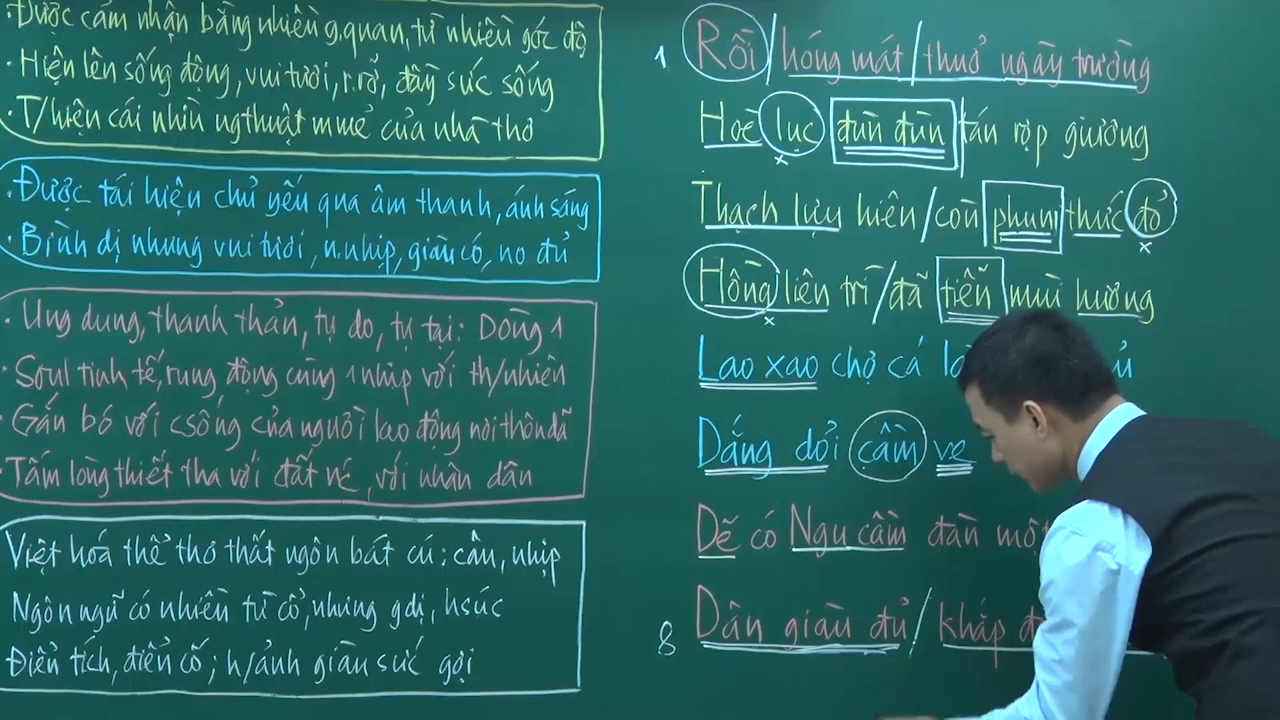 Được cảm nhận bằng nhiều g.quan, từ nhiều góc độ
· Hiện lên sống động, vui tươi, r.rỡ, đầy sức sống
· T/hiện cái nhìn ng thuật mmẻ của nhà thơ
· Được tái hiện chủ yếu qua âm thanh, ánh sáng
· Bình dị nhưng vui tươi, n.nhịp, giàu có, no đủ
· Ung dung, thanh thản, tự do, tự tại: Dòng 1
· Soul tinh tế, rung động cùng 1 nhịp với th/nhiên
· Gắn bó với csống của người lao động nơi thôn dã
· Tấm lòng thiết tha với đất nc, với nhân dân
Việt hoá thể thơ thất ngôn bát cú: câu, nhịp
Ngôn ngữ có nhiều từ cổ, nhưng gdị, hsúc
Điển tích, điển cố; h/ảnh giàu sức gợi
1 Rồi / hóng mát / thuở ngày trường
Hoè lục đùn đùn / tán rợp giương
Thạch lựu hiên / còn phun thức đỏ
Hồng liên trì / đã tiễn mùi hương
Lao xao chợ cá
Dắng dỏi cầm ve
Dẽ có Ngu cầm đàn một
8 Dân giàu đủ / khắp